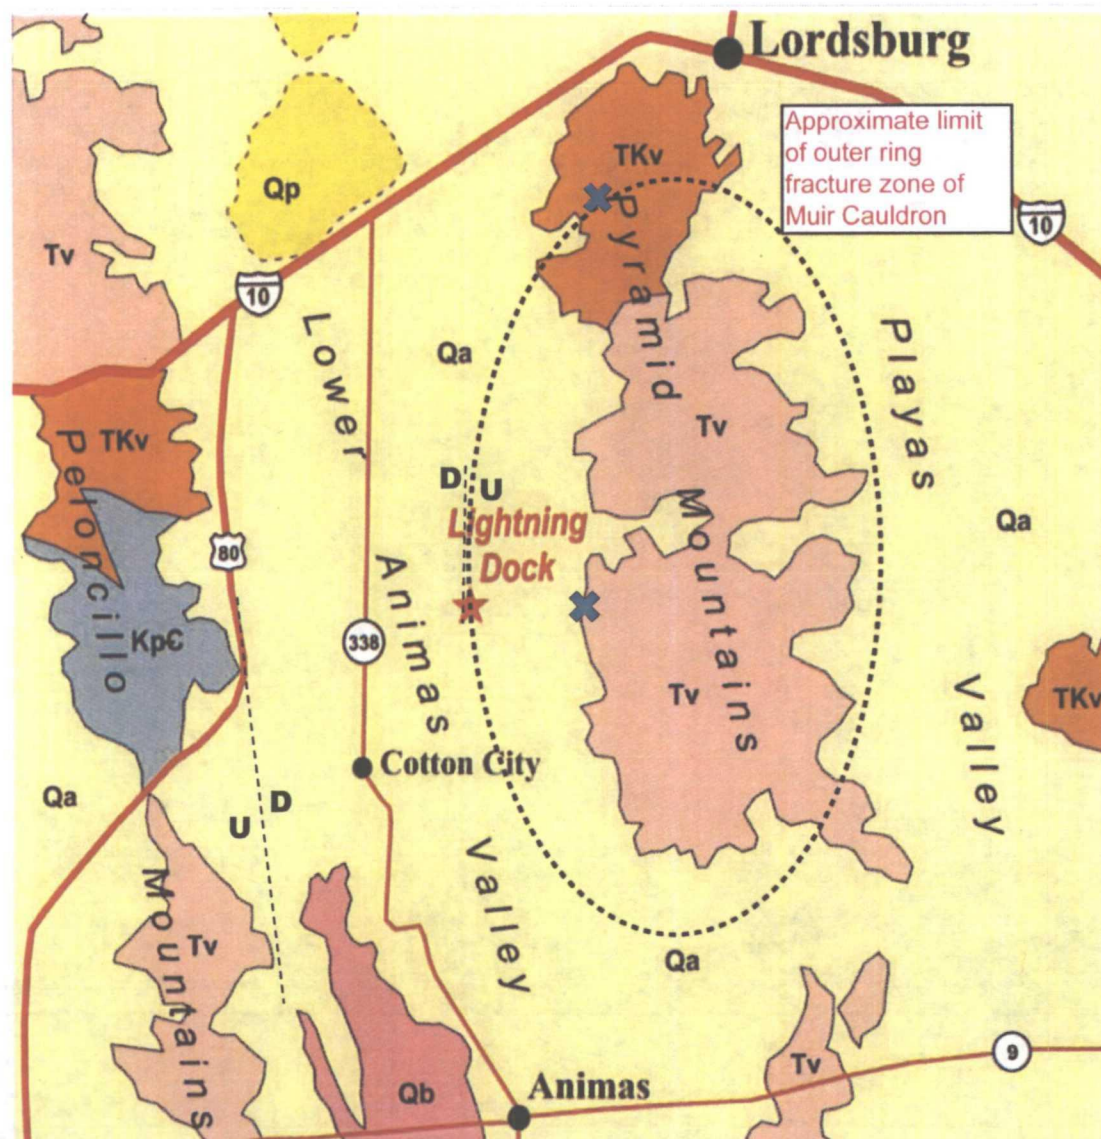 Lordsburg
Approximate limit
of outer ring
fracture zone of
Muir Cauldron
TKv
Qp
10
Tv
10
Pyramid
Mountains
Lower
Animas
Valley
Playas
Valley
Qa
Tv
TKv
Peloncillo
Mountains
D
U
Lightning
Dock
Qa
80
338
KpЄ
Tv
TKv
Cotton City
Qa
D
U
Tv
Qa
Tv
9
Qb
Animas